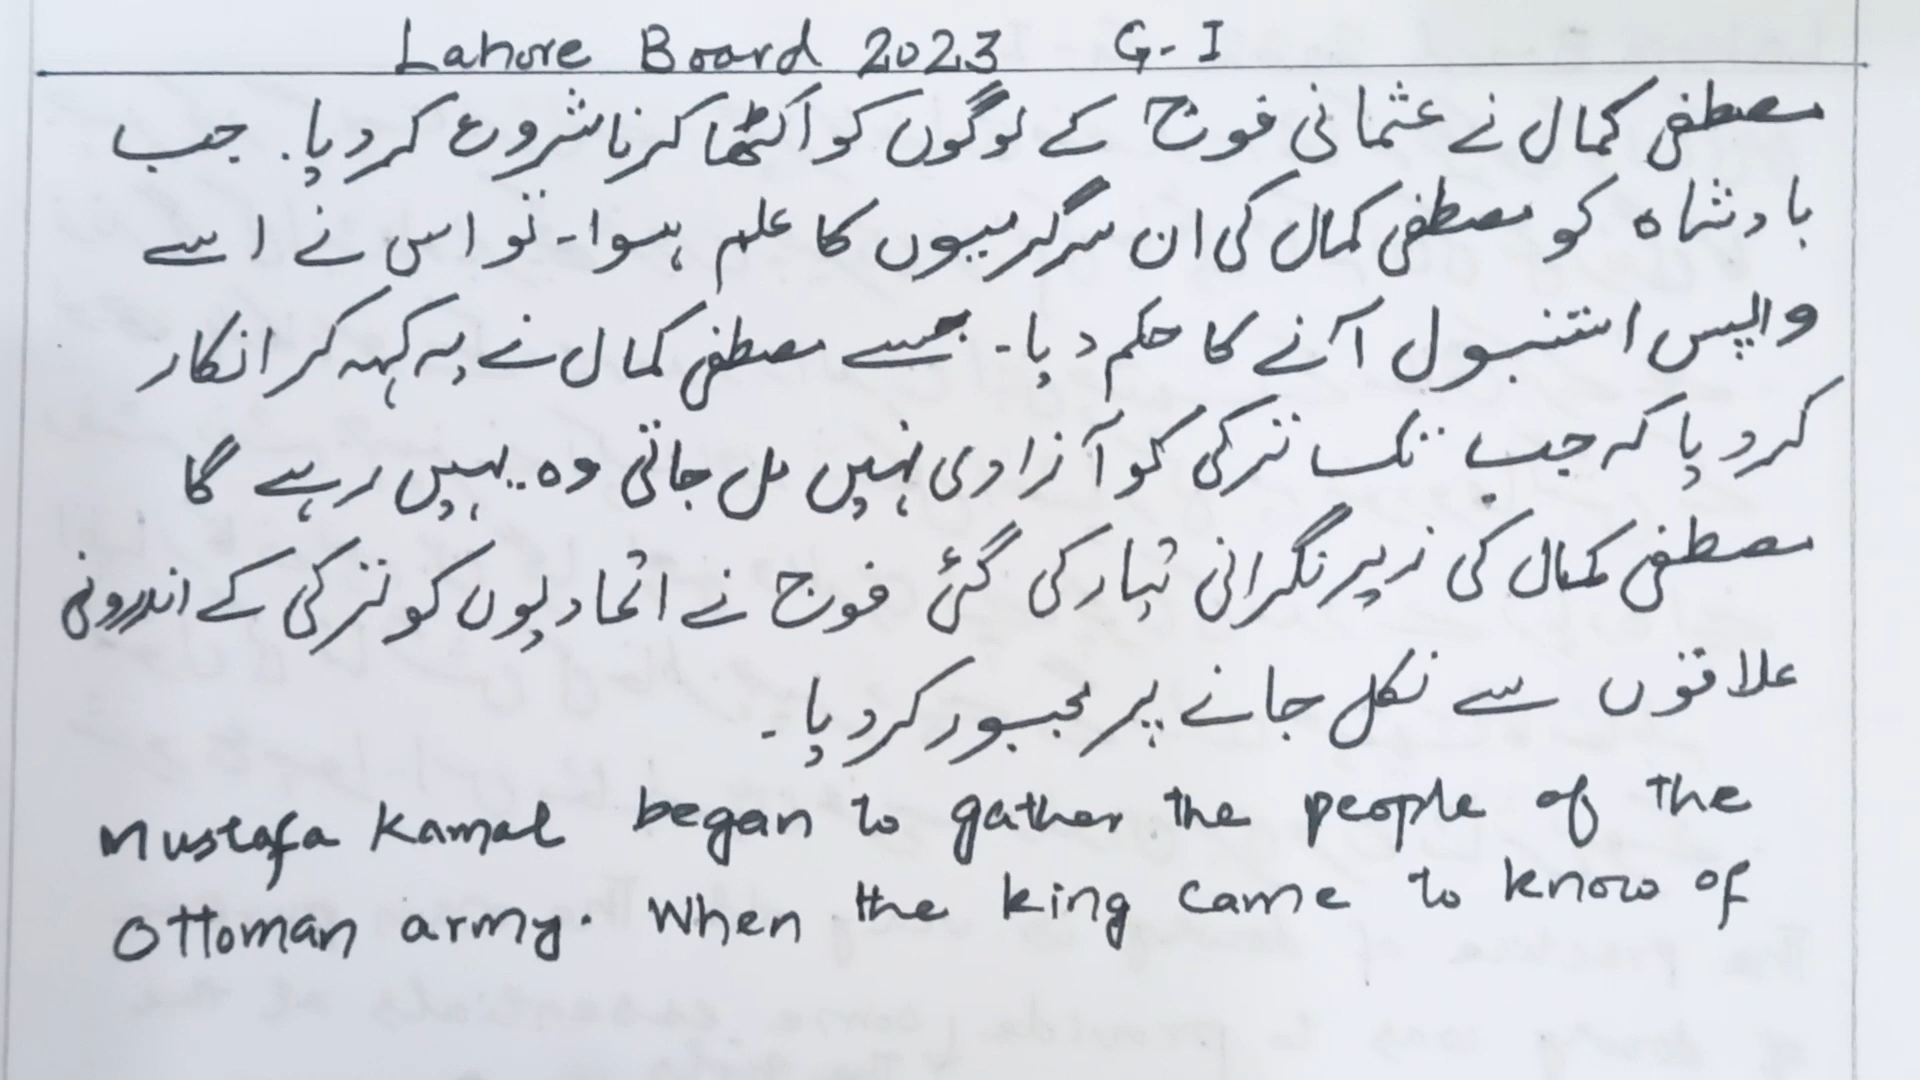 Lahore Board 2023 G-I
مصطفی کمال نے عثمانی فوج کے لوگوں کو اکٹھا کرنا شروع کر دیا۔ جب
بادشاہ کو مصطفی کمال کی ان سرگرمیوں کا علم ہوا۔ تو اس نے اسے
واپس استنبول آنے کا حکم دیا۔ جسے مصطفی کمال نے یہ کہہ کر انکار
کر دیا کہ جب تک ترکی کو آزادی نہیں مل جاتی وہ یہیں رہے گا
مصطفی کمال کی زیر نگرانی تیار کی گئی فوج نے اتحادیوں کو ترکی کے اندرونی
علاقوں سے نکل جانے پر مجبور کر دیا۔
Mustafa Kamal began to gather the people of the
Ottoman army. When the king came to know of